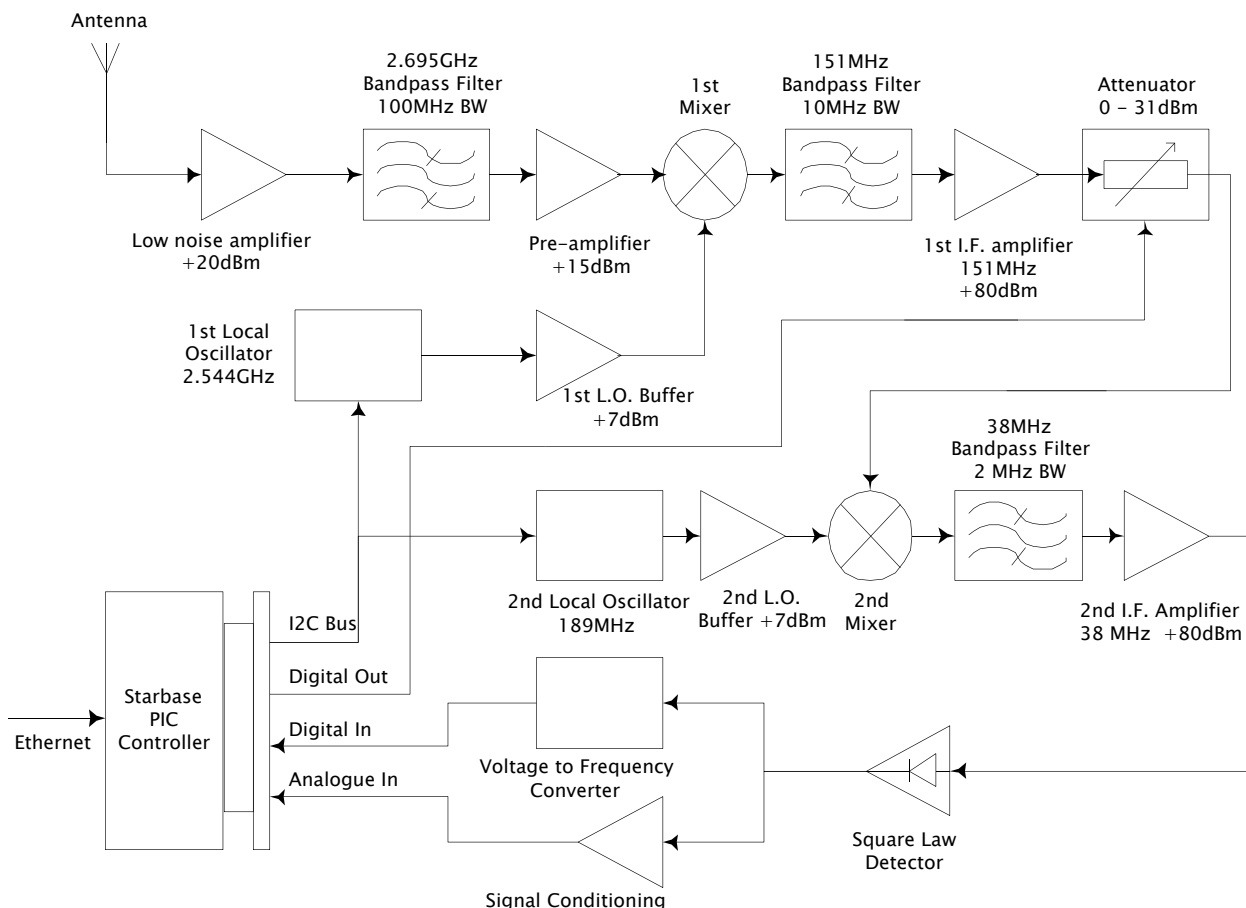 Antenna
2.695GHz
Bandpass Filter
100MHz BW
1st
Mixer
151MHz
Bandpass Filter
10MHz BW
Attenuator
0 – 31dBm
Low noise amplifier
+20dBm
Pre-amplifier
+15dBm
1st I.F. amplifier
151MHz
+80dBm
1st Local
Oscillator
2.544GHz
1st L.O. Buffer
+7dBm
38MHz
Bandpass Filter
2 MHz BW
2nd Local Oscillator
189MHz
2nd L.O.
Buffer +7dBm
2nd
Mixer
2nd I.F. Amplifier
38 MHz +80dBm
I2C Bus
Digital Out
Digital In
Analogue In
Starbase
PIC
Controller
Ethernet
Voltage to Frequency
Converter
Square Law
Detector
Signal Conditioning